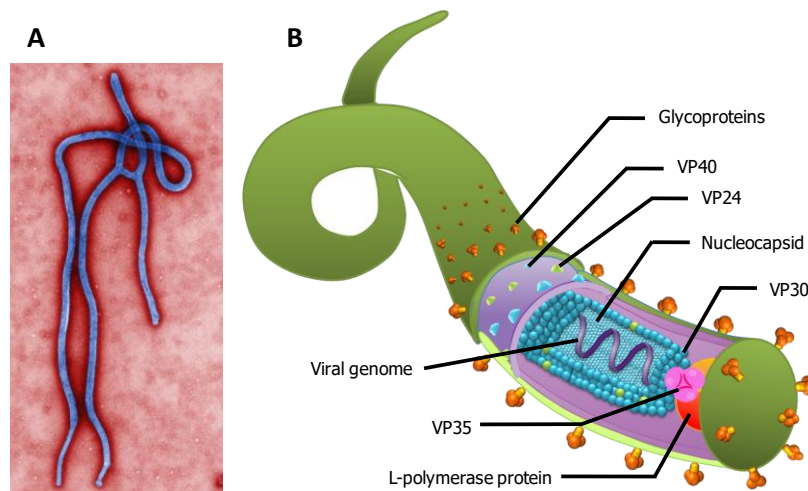 A
B
Glycoproteins
VP40
VP24
Nucleocapsid
VP30
Viral genome
VP35
L-polymerase protein